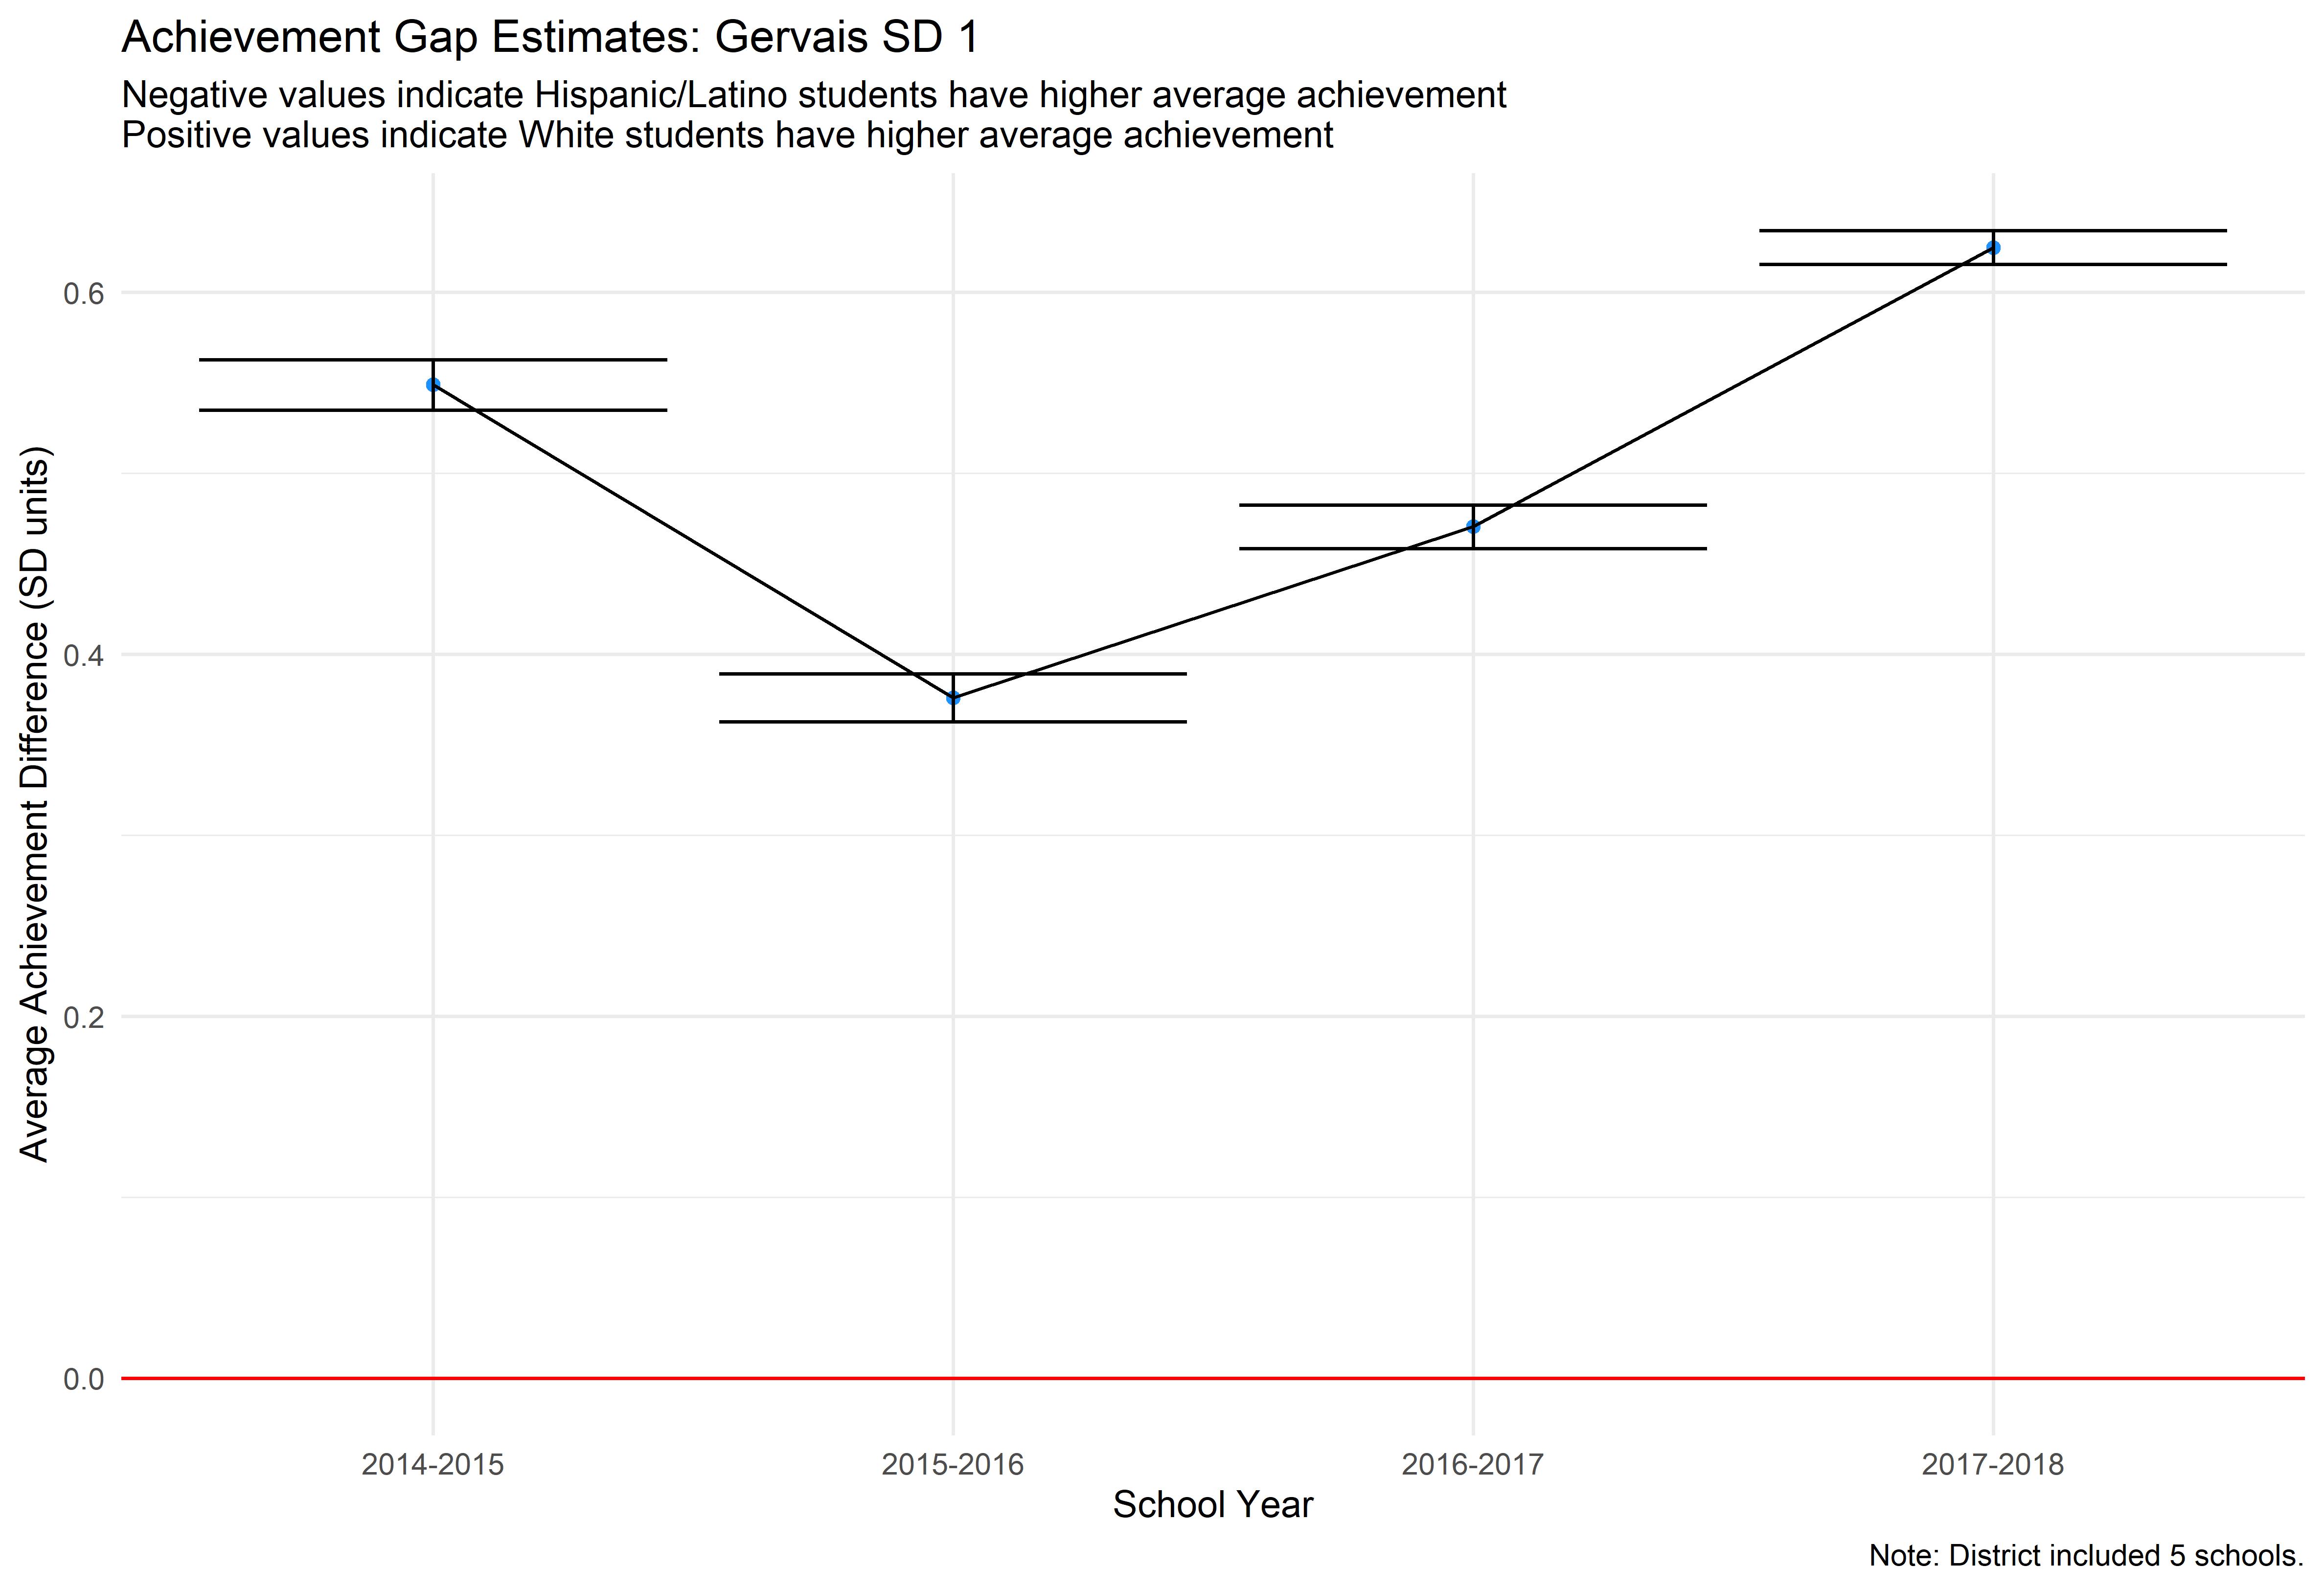 Achievement Gap Estimates: Gervais SD 1
Negative values indicate Hispanic/Latino students have higher average achievement
Positive values indicate White students have higher average achievement
Average Achievement Difference (SD units)
0.6
0.4
0.2
0.0
2014-2015
2015-2016
2016-2017
2017-2018
School Year
Note: District included 5 schools.